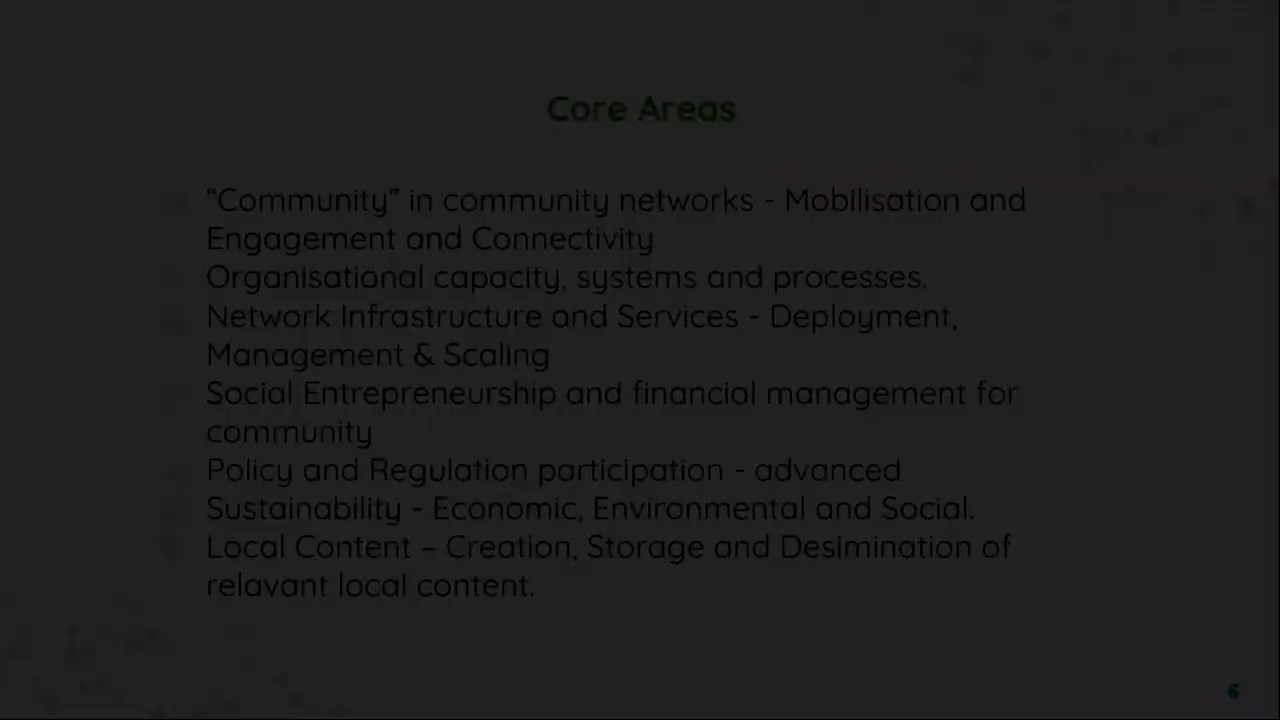 Core Areas
“Community” in community networks - Mobilisation and
Engagement and Connectivity
Organisational capacity, systems and processes.
Network Infrastructure and Services - Deployment,
Management & Scaling
Social Entrepreneurship and financial management for
community
Policy and Regulation participation - advanced
Sustainability - Economic, Environmental and Social.
Local Content – Creation, Storage and Desimination of
relavant local content.
6